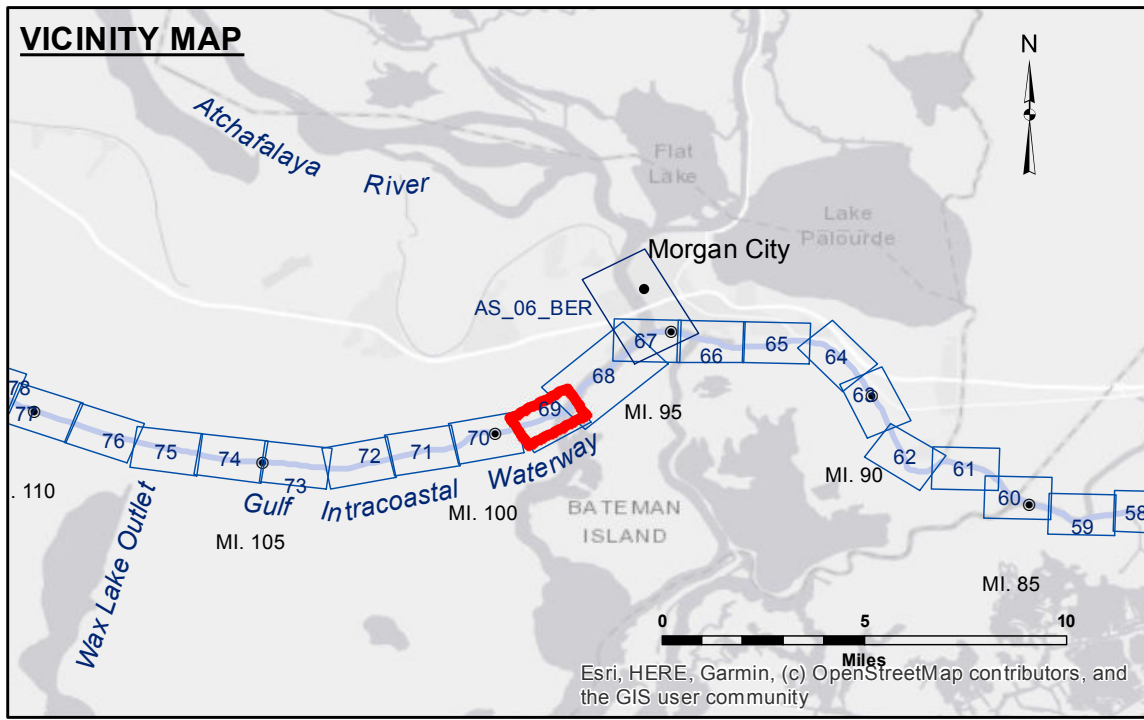 VICINITY MAP
N
Atchafalaya
River
Flat
Lake
Lake
Palourde
Morgan City
AS_06_BER
67
66
65
64
68
63
69
MI. 95
78
77
76
75
74
73
72
71
70
62
61
60
59
58
MI. 90
. 110
Wax Lake Outlet
Gulf
Intracoastal
Waterway
MI. 105
MI. 100
BATEMAN
ISLAND
MI. 85
0
5
10
Miles
Esri, HERE, Garmin, (c) OpenStreetMap contributors, and
the GIS user community